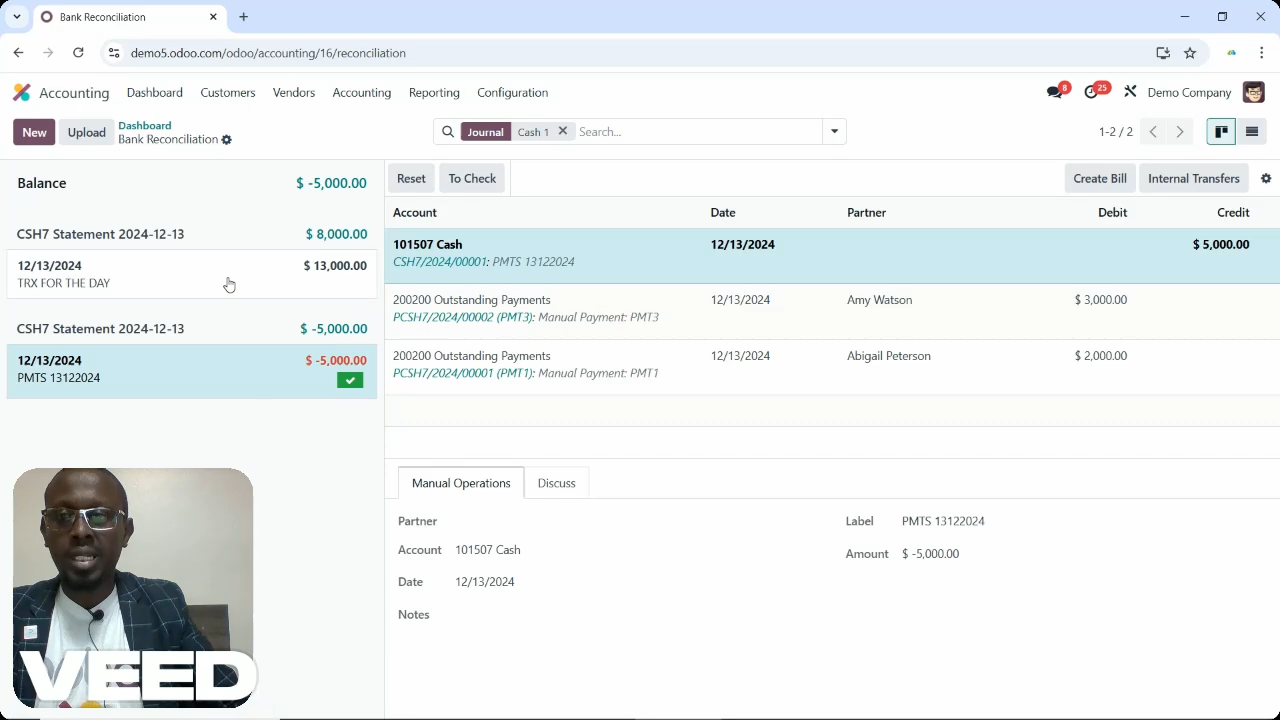 Bank Reconciliation
demo5.odoo.com/odoo/accounting/16/reconciliation
Accounting Dashboard Customers Vendors Accounting Reporting Configuration 8 25 Demo Company
New Upload Dashboard
Bank Reconciliation
Journal Cash 1 Search... 1-2 / 2
Balance $ -5,000.00
CSH7 Statement 2024-12-13 $ 8,000.00
12/13/2024 $ 13,000.00
TRX FOR THE DAY
CSH7 Statement 2024-12-13 $ -5,000.00
12/13/2024 $ -5,000.00
PMTS 13122024
Reset To Check Create Bill Internal Transfers
Account Date Partner Debit Credit
101507 Cash 12/13/2024 $ 5,000.00
CSH7/2024/00001: PMTS 13122024
200200 Outstanding Payments 12/13/2024 Amy Watson $ 3,000.00
PCSH7/2024/00002 (PMT3): Manual Payment: PMT3
200200 Outstanding Payments 12/13/2024 Abigail Peterson $ 2,000.00
PCSH7/2024/00001 (PMT1): Manual Payment: PMT1
Manual Operations Discuss
Partner Label PMTS 13122024
Account 101507 Cash Amount $ -5,000.00
Date 12/13/2024
Notes
VEED